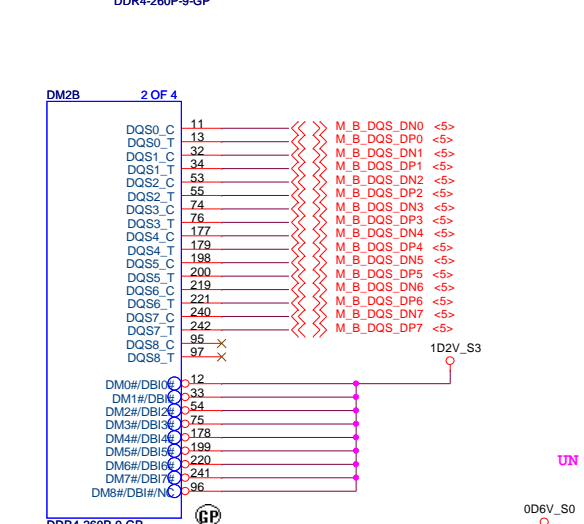 DDR4-260P-9-GP
DM2B 2 OF 4
DQS0_C 11 M_B_DQS_DN0 <5>
DQS0_T 13 M_B_DQS_DP0 <5>
DQS1_C 32 M_B_DQS_DN1 <5>
DQS1_T 34 M_B_DQS_DP1 <5>
DQS2_C 53 M_B_DQS_DN2 <5>
DQS2_T 55 M_B_DQS_DP2 <5>
DQS3_C 74 M_B_DQS_DN3 <5>
DQS3_T 76 M_B_DQS_DP3 <5>
DQS4_C 177 M_B_DQS_DN4 <5>
DQS4_T 179 M_B_DQS_DP4 <5>
DQS5_C 198 M_B_DQS_DN5 <5>
DQS5_T 200 M_B_DQS_DP5 <5>
DQS6_C 219 M_B_DQS_DN6 <5>
DQS6_T 221 M_B_DQS_DP6 <5>
DQS7_C 240 M_B_DQS_DN7 <5>
DQS7_T 242 M_B_DQS_DP7 <5>
DQS8_C 95
DQS8_T 97
1D2V_S3
DM0#/DBI0# 12
DM1#/DBI# 33
DM2#/DBI2# 54
DM3#/DBI3# 75
DM4#/DBI4# 178
DM5#/DBI5# 199
DM6#/DBI6# 220
DM7#/DBI7# 241
DM8#/DBI#/NC 96
UN
0D6V_S0
GP
DDR4-260P-9-GP